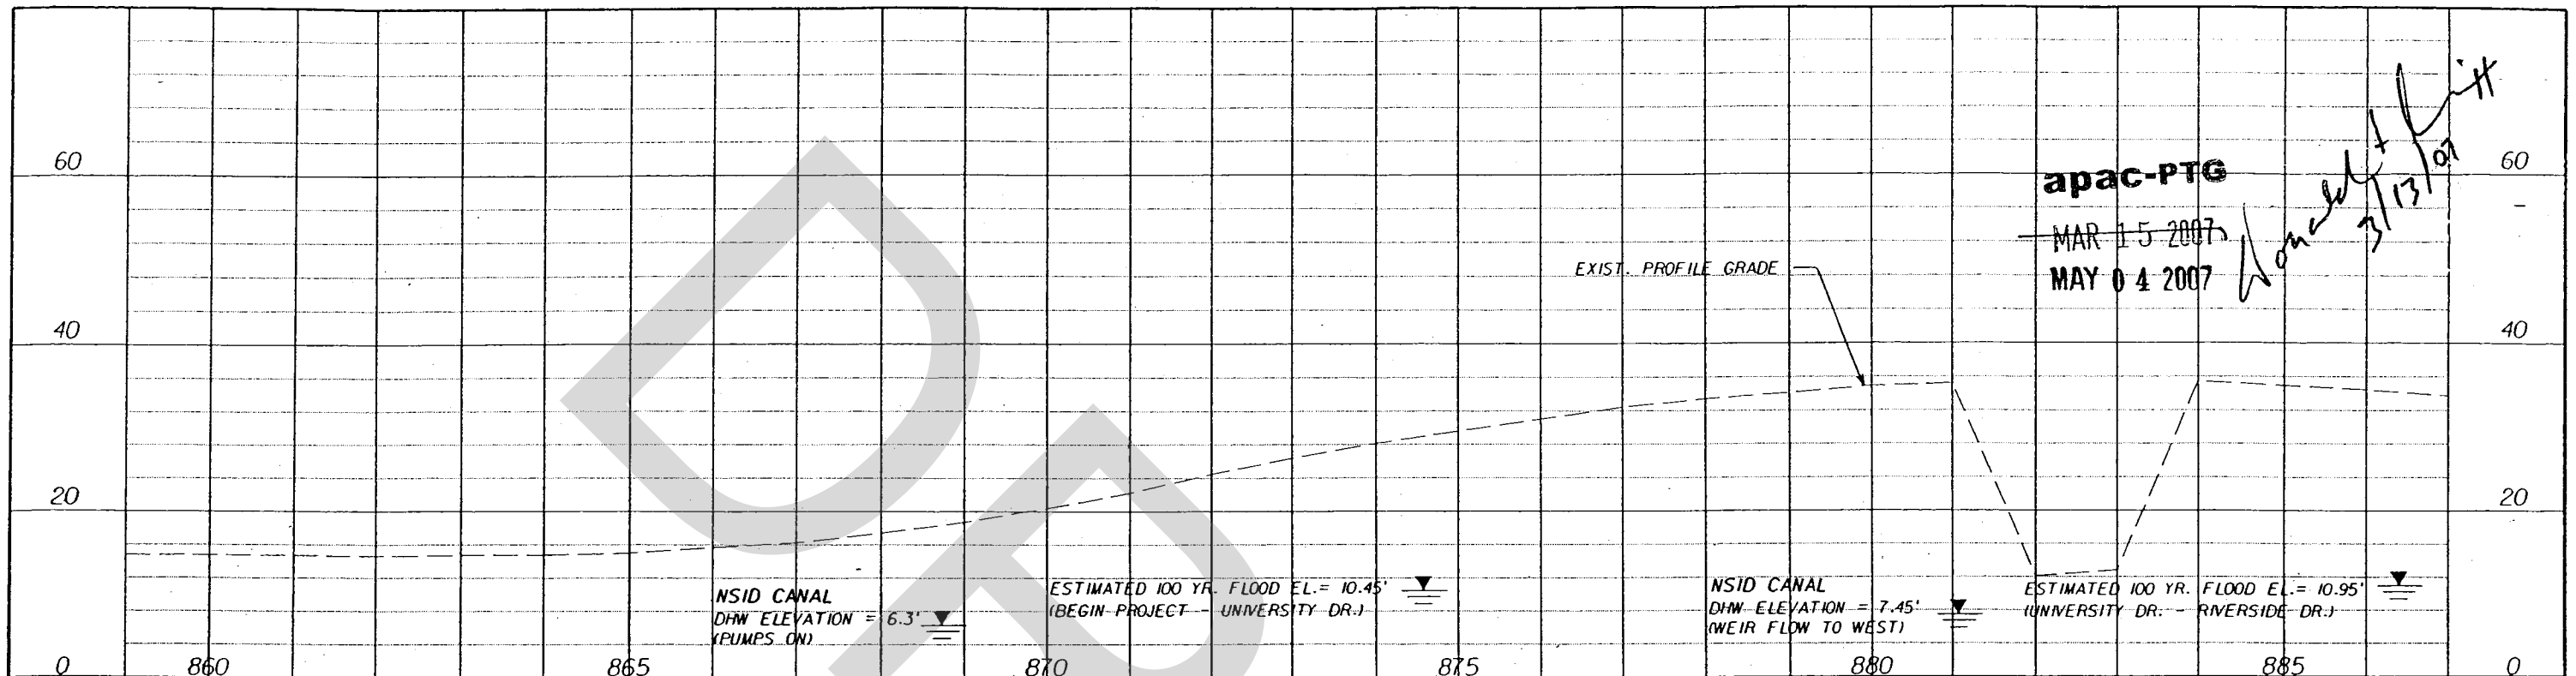 60
40
20
0
apac-PTG
MAR 15 2007
MAY 04 2007
3/13/07
EXIST. PROFILE GRADE
NSID CANAL
DHW ELEVATION = 6.3'
(PUMPS ON)
ESTIMATED 100 YR. FLOOD EL.= 10.45'
(BEGIN PROJECT - UNIVERSITY DR.)
NSID CANAL
DHW ELEVATION = 7.45'
(WEIR FLOW TO WEST)
ESTIMATED 100 YR. FLOOD EL.= 10.95'
(UNIVERSITY DR. - RIVERSIDE DR.)
60
40
20
0
860
865
870
875
880
885